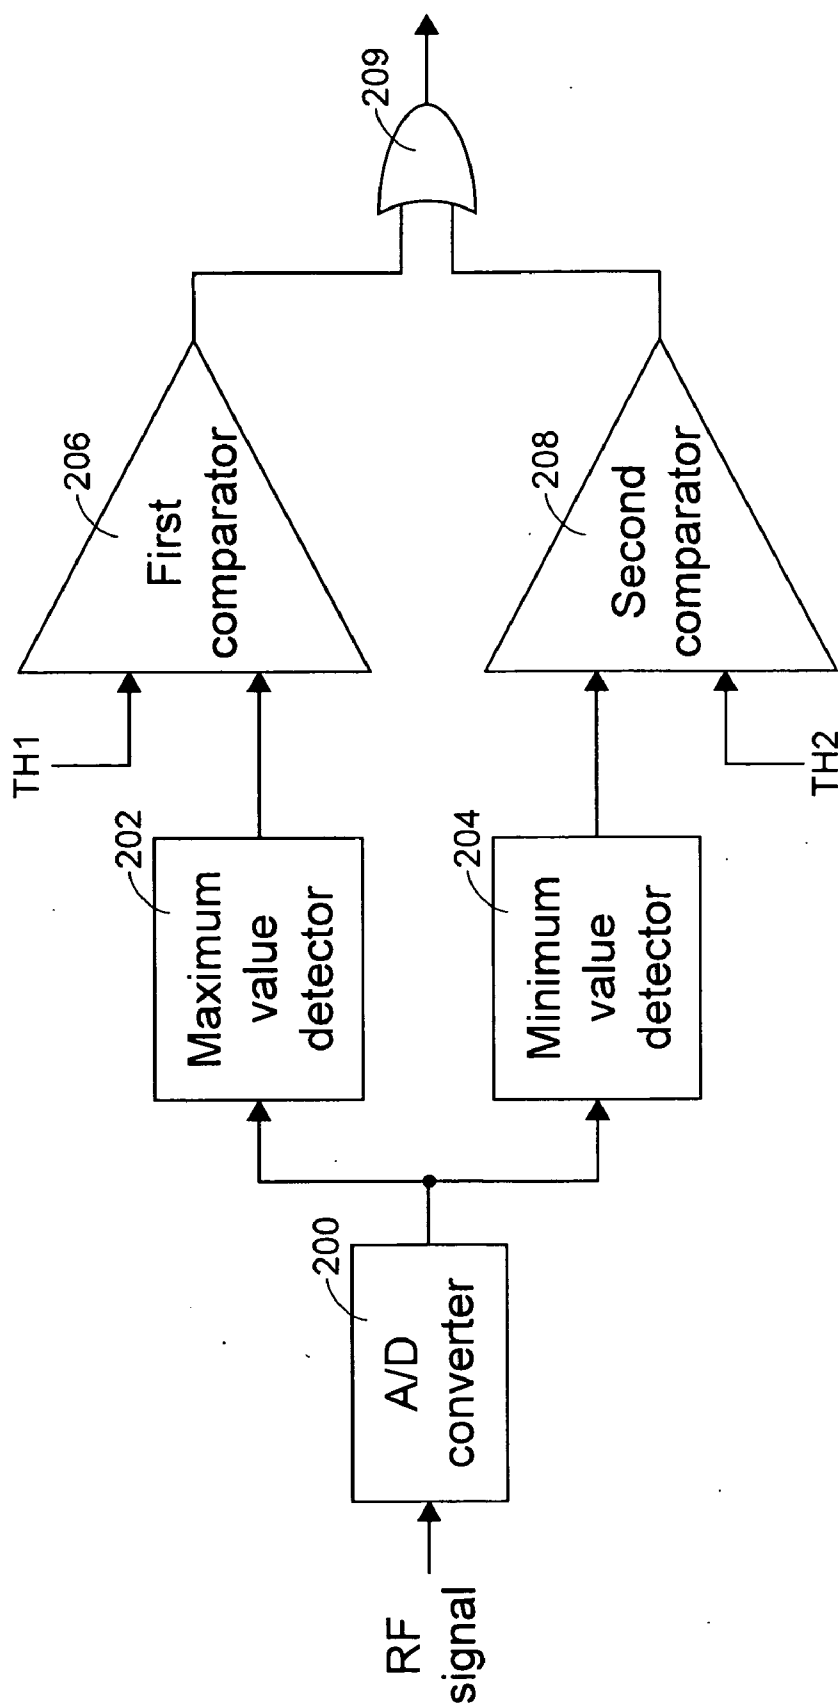 RF
signal
200
A/D
converter
202
Maximum
value
detector
204
Minimum
value
detector
TH1
206
First
comparator
TH2
208
Second
comparator
209